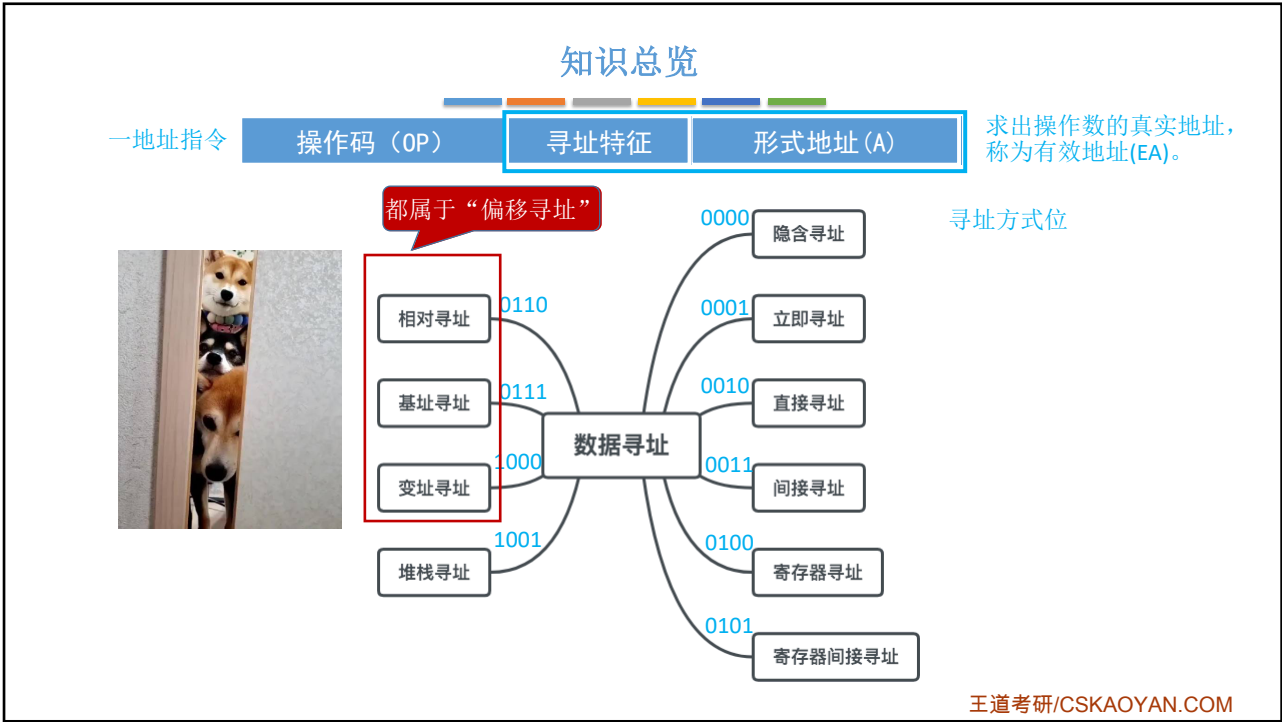 知识总览
一地址指令
操作码（OP）
寻址特征
形式地址(A)
求出操作数的真实地址，
称为有效地址(EA)。
都属于“偏移寻址”
寻址方式位
0000
隐含寻址
0110
相对寻址
0001
立即寻址
0111
基址寻址
0010
直接寻址
数据寻址
1000
变址寻址
0011
间接寻址
1001
堆栈寻址
0100
寄存器寻址
0101
寄存器间接寻址
王道考研/CSKAOYAN.COM